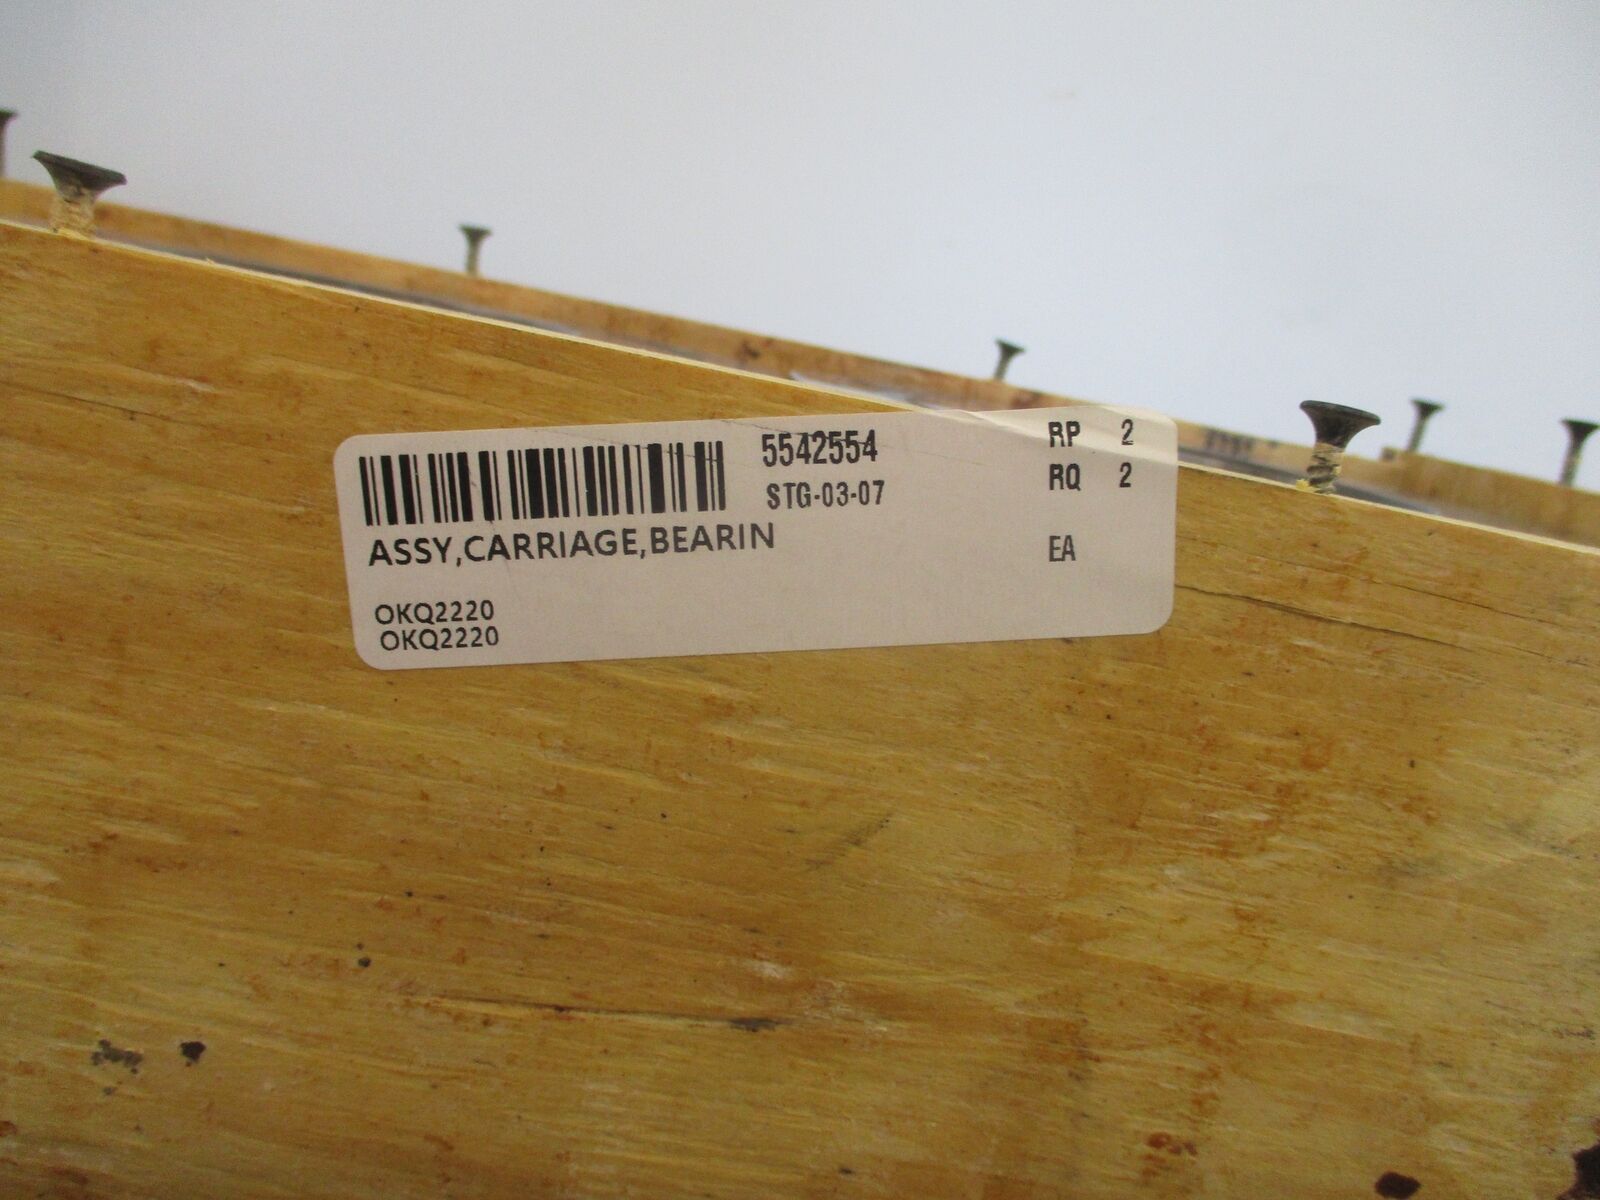 5542554 RP 2
STG-03-07 RQ 2
ASSY,CARRIAGE,BEARIN EA
OKQ2220
OKQ2220